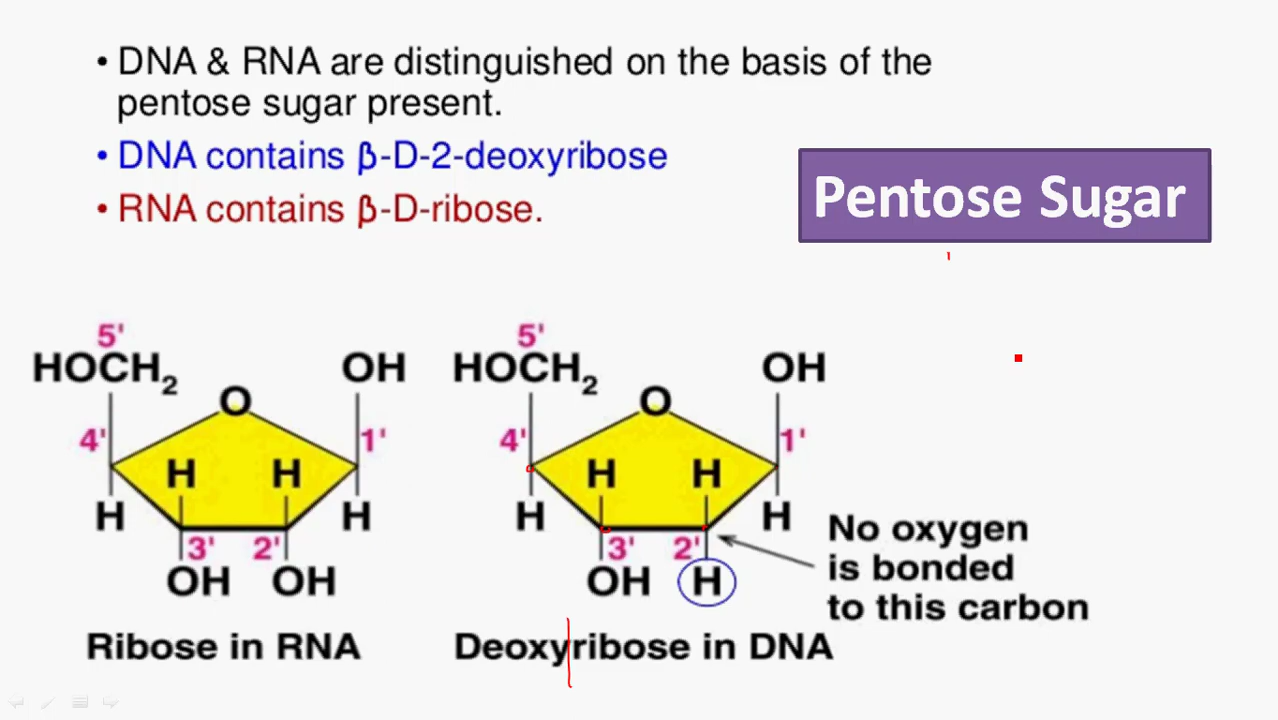 • DNA & RNA are distinguished on the basis of the
pentose sugar present.
• DNA contains β-D-2-deoxyribose
• RNA contains β-D-ribose.
Pentose Sugar
5'
HOCH₂
OH
O
4'
1'
H
H
H
H
3'
2'
OH
OH
Ribose in RNA
5'
HOCH₂
OH
O
4'
1'
H
H
H
H
3'
2'
OH
H
Deoxyribose in DNA
No oxygen
is bonded
to this carbon